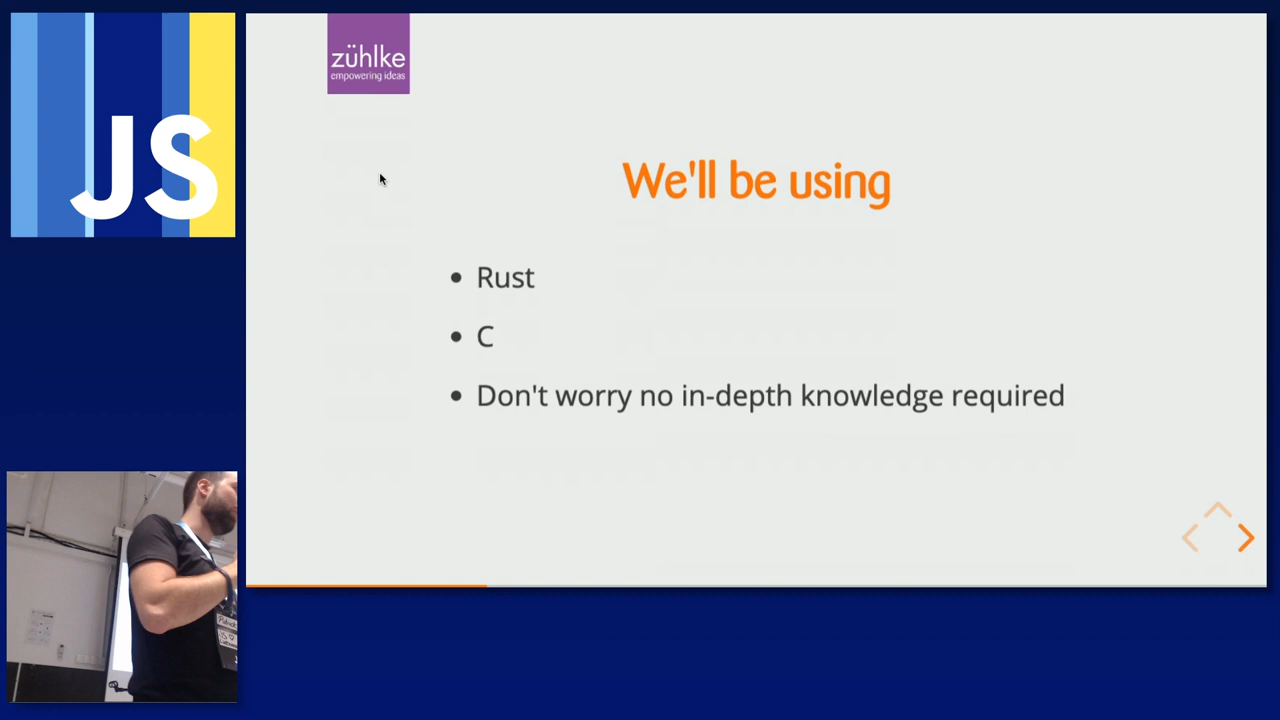 JS
zühlke
empowering ideas
We'll be using
Rust
C
Don't worry no in-depth knowledge required